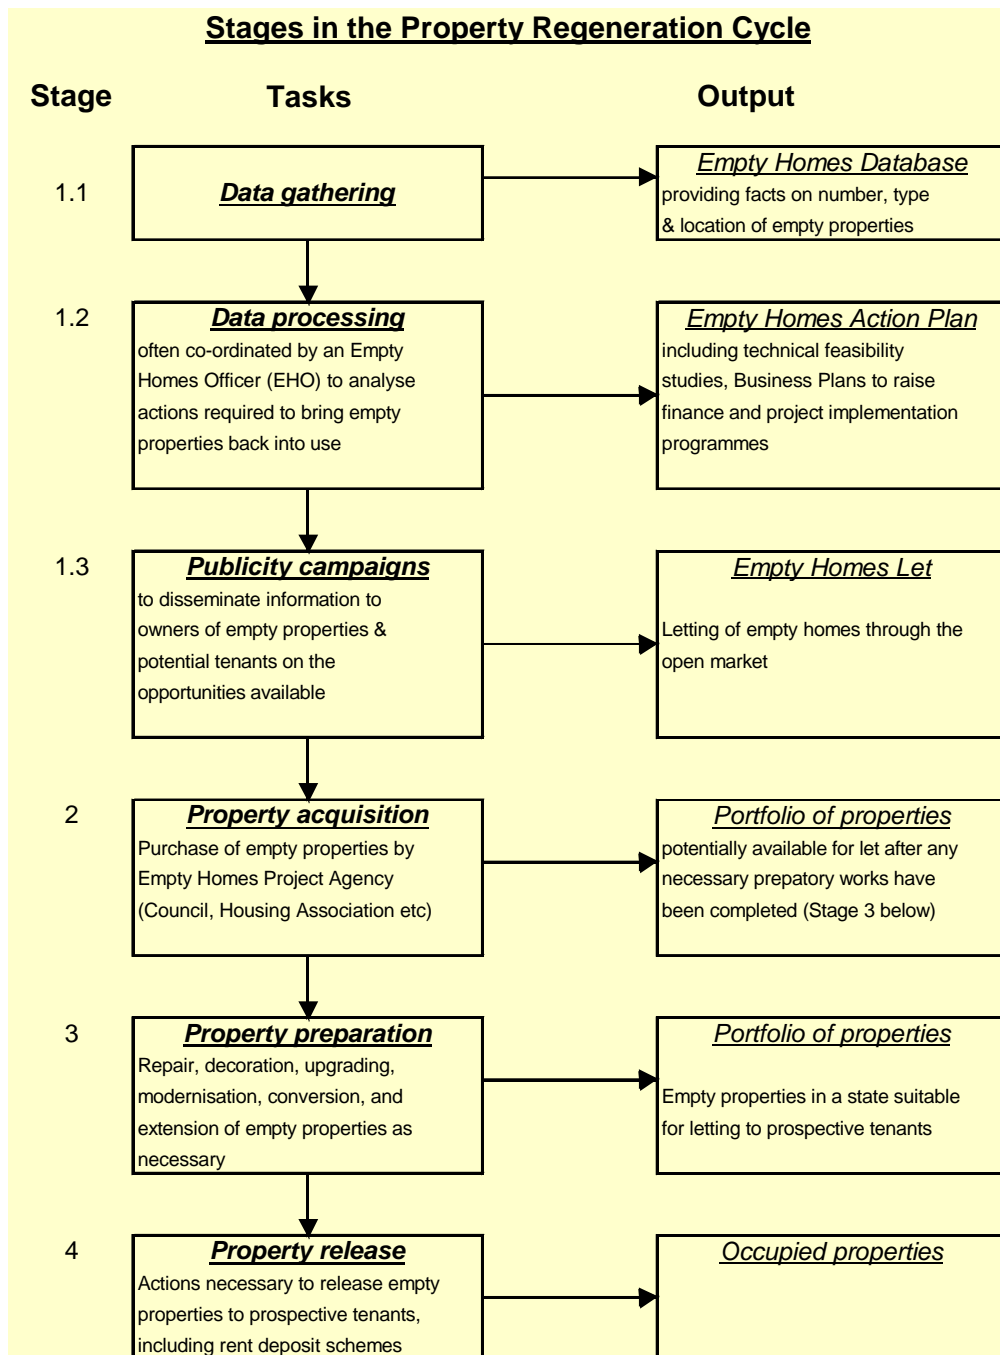 Stages in the Property Regeneration Cycle
Stage
Tasks
Output
1.1
Data gathering
Empty Homes Database
providing facts on number, type
& location of empty properties
1.2
Data processing
often co-ordinated by an Empty
Homes Officer (EHO) to analyse
actions required to bring empty
properties back into use
Empty Homes Action Plan
including technical feasibility
studies, Business Plans to raise
finance and project implementation
programmes
1.3
Publicity campaigns
to disseminate information to
owners of empty properties &
potential tenants on the
opportunities available
Empty Homes Let
Letting of empty homes through the
open market
2
Property acquisition
Purchase of empty properties by
Empty Homes Project Agency
(Council, Housing Association etc)
Portfolio of properties
potentially available for let after any
necessary prepatory works have
been completed (Stage 3 below)
3
Property preparation
Repair, decoration, upgrading,
modernisation, conversion, and
extension of empty properties as
necessary
Portfolio of properties
Empty properties in a state suitable
for letting to prospective tenants
4
Property release
Actions necessary to release empty
properties to prospective tenants,
including rent deposit schemes
Occupied properties